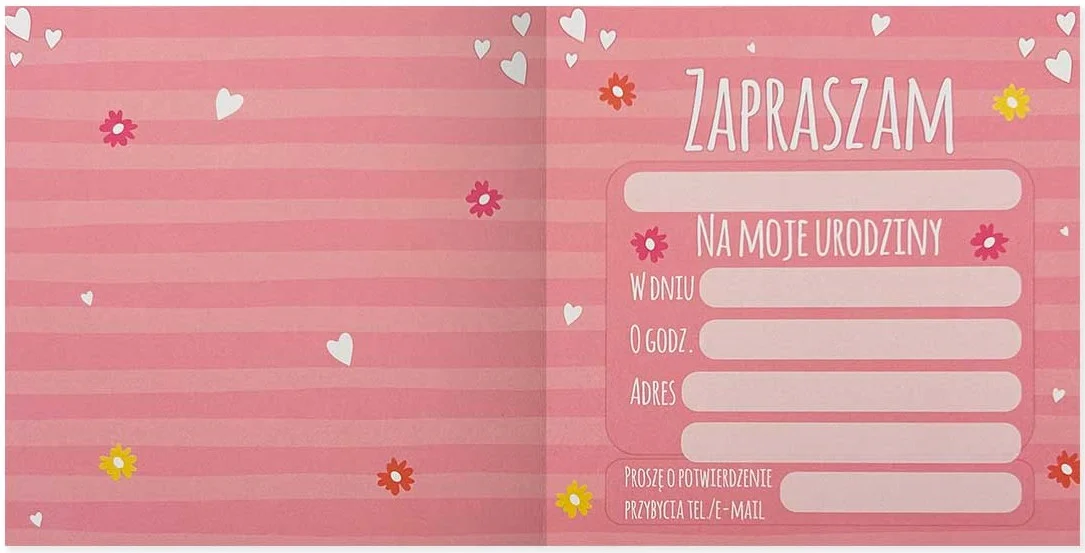 ZAPRASZAM
NA MOJE URODZINY
W DNIU
O GODZ.
ADRES
PROSZĘ O POTWIERDZENIE
PRZYBYCIA TEL./E-MAIL